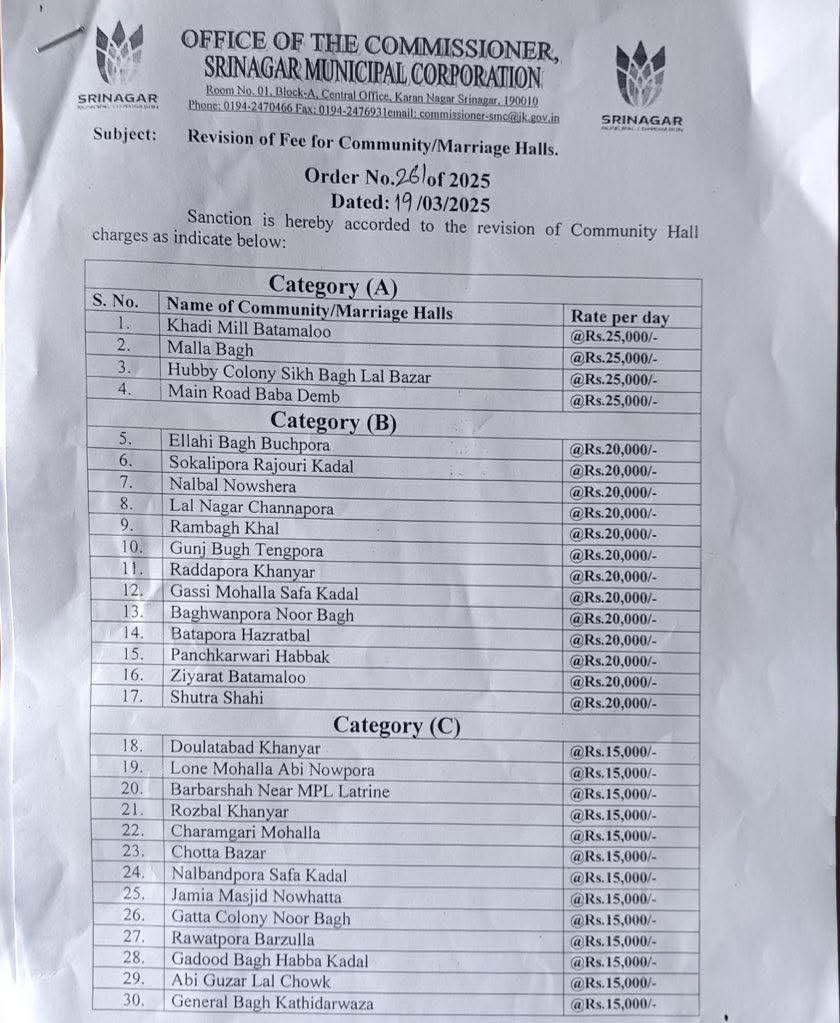 OFFICE OF THE COMMISSIONER,
SRINAGAR MUNICIPAL CORPORATION
Room No. 01, Block-A, Central Office, Karan Nagar Srinagar, 190010
Phone: 0194-2470466 Fax: 0194-2476931email: commissioner-smc@jk.gov.in
SRINAGAR
MUNICIPAL CORPORATION
SRINAGAR
MUNICIPAL CORPORATION
Subject: Revision of Fee for Community/Marriage Halls.
Order No.261of 2025
Dated: 19/03/2025
Sanction is hereby accorded to the revision of Community Hall
charges as indicate below:
Category (A)
S. No. Name of Community/Marriage Halls Rate per day
1. Khadi Mill Batamaloo @Rs.25,000/-
2. Malla Bagh @Rs.25,000/-
3. Hubby Colony Sikh Bagh Lal Bazar @Rs.25,000/-
4. Main Road Baba Demb @Rs.25,000/-
Category (B)
5. Ellahi Bagh Buchpora @Rs.20,000/-
6. Sokalipora Rajouri Kadal @Rs.20,000/-
7. Nalbal Nowshera @Rs.20,000/-
8. Lal Nagar Channapora @Rs.20,000/-
9. Rambagh Khal @Rs.20,000/-
10. Gunj Bugh Tengpora @Rs.20,000/-
11. Raddapora Khanyar @Rs.20,000/-
12. Gassi Mohalla Safa Kadal @Rs.20,000/-
13. Baghwanpora Noor Bagh @Rs.20,000/-
14. Batapora Hazratbal @Rs.20,000/-
15. Panchkarwari Habbak @Rs.20,000/-
16. Ziyarat Batamaloo @Rs.20,000/-
17. Shutra Shahi @Rs.20,000/-
Category (C)
18. Doulatabad Khanyar @Rs.15,000/-
19. Lone Mohalla Abi Nowpora @Rs.15,000/-
20. Barbarshah Near MPL Latrine @Rs.15,000/-
21. Rozbal Khanyar @Rs.15,000/-
22. Charamgari Mohalla @Rs.15,000/-
23. Chotta Bazar @Rs.15,000/-
24. Nalbandpora Safa Kadal @Rs.15,000/-
25. Jamia Masjid Nowhatta @Rs.15,000/-
26. Gatta Colony Noor Bagh @Rs.15,000/-
27. Rawatpora Barzulla @Rs.15,000/-
28. Gadood Bagh Habba Kadal @Rs.15,000/-
29. Abi Guzar Lal Chowk @Rs.15,000/-
30. General Bagh Kathidarwaza @Rs.15,000/-